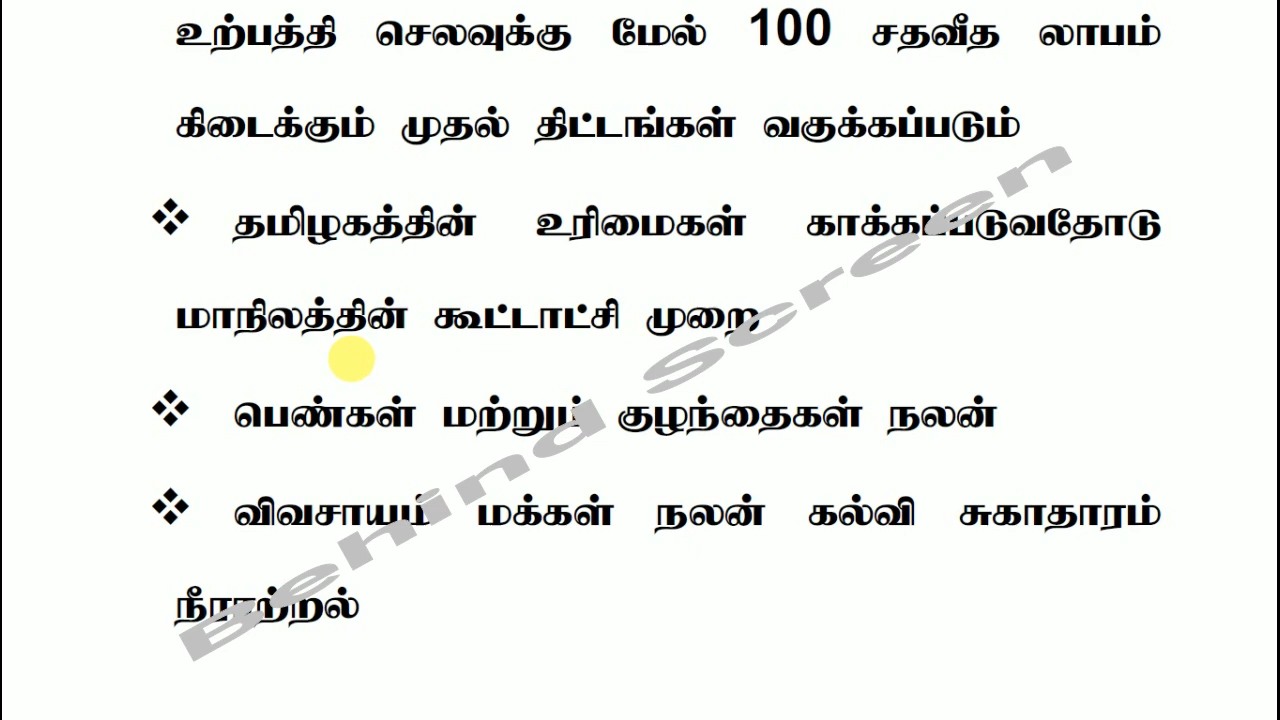 உற்பத்தி செலவுக்கு மேல் 100 சதவீத லாபம்
கிடைக்கும் முதல் திட்டங்கள் வகுக்கப்படும்
❖ தமிழகத்தின் உரிமைகள் காக்கப்படுவதோடு
மாநிலத்தின் கூட்டாட்சி முறை
❖ பெண்கள் மற்றும் குழந்தைகள் நலன்
❖ விவசாயம் மக்கள் நலன் கல்வி சுகாதாரம்
நீராற்றல்
Behind Screen